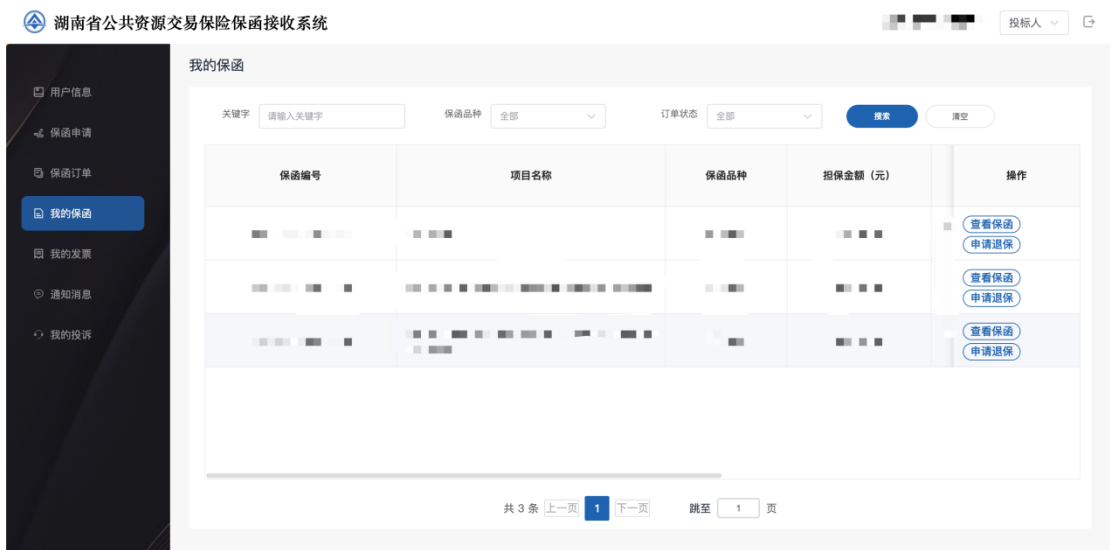 湖南省公共资源交易保险保函接收系统
投标人
用户信息
保函申请
保函订单
我的保函
我的发票
通知消息
我的投诉
我的保函
关键字 请输入关键字 保函品种 全部 订单状态 全部 搜索 清空
保函编号 项目名称 保函品种 担保金额（元） 操作
查看保函
申请退保
查看保函
申请退保
查看保函
申请退保
共 3 条 上一页 1 下一页 跳至 1 页